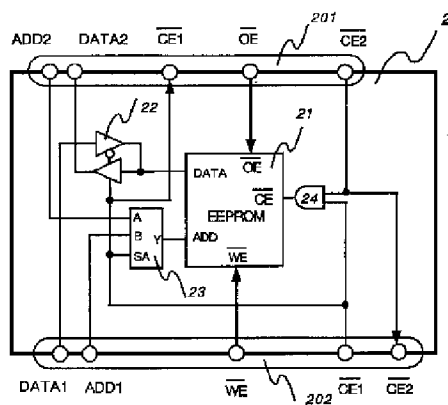 ADD2 DATA2 CE1 OE 201 CE2 2
22
21
DATA OE
CE 24
EEPROM
A
B Y ADD
SA WE
23
DATA1 ADD1 WE 202 CE1 CE2